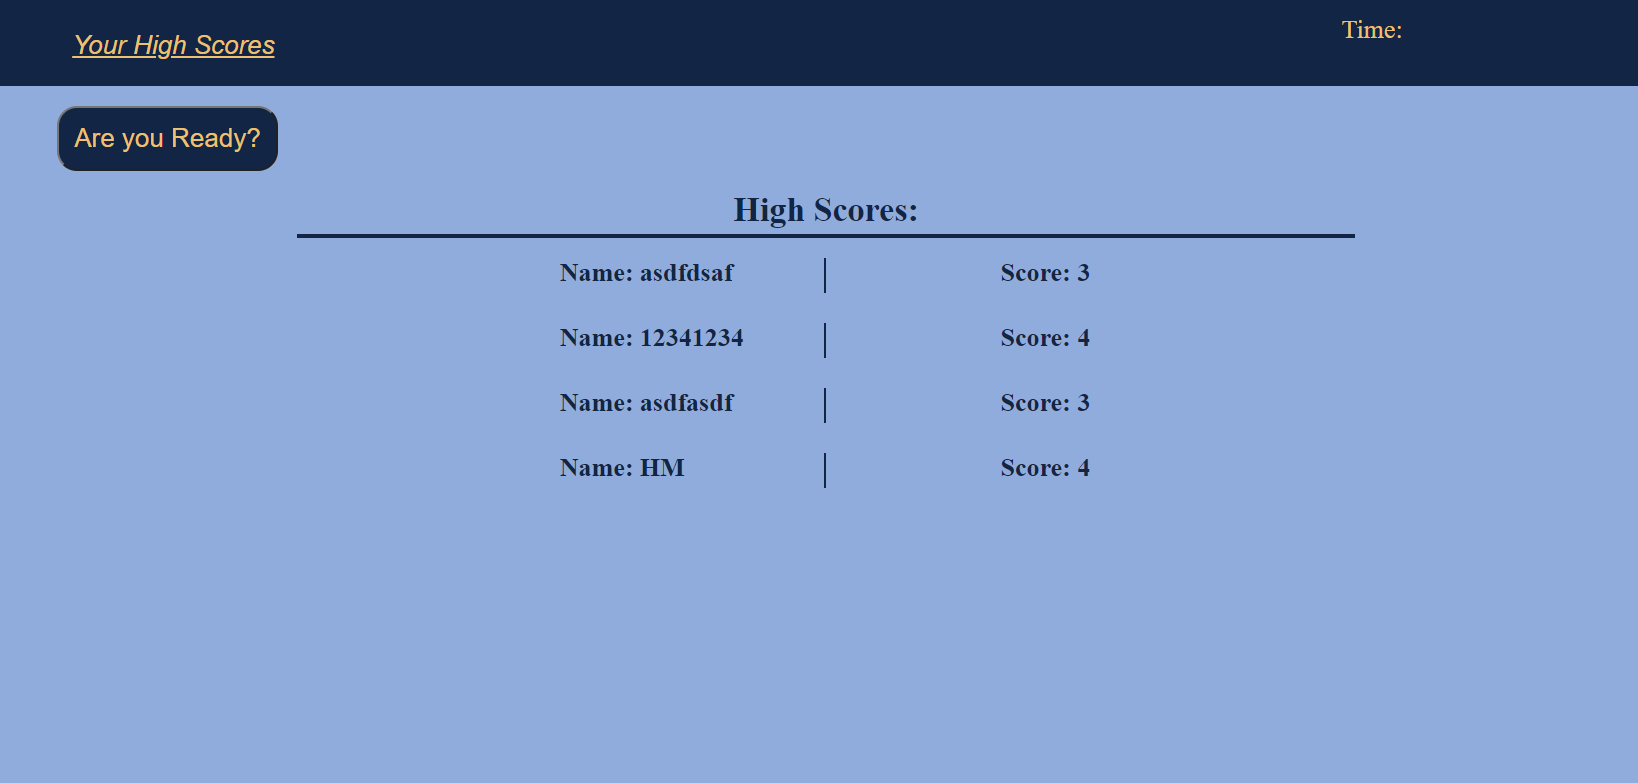 Your High Scores
Time:
Are you Ready?
High Scores:
Name: asdfdsaf | Score: 3
Name: 12341234 | Score: 4
Name: asdfasdf | Score: 3
Name: HM | Score: 4